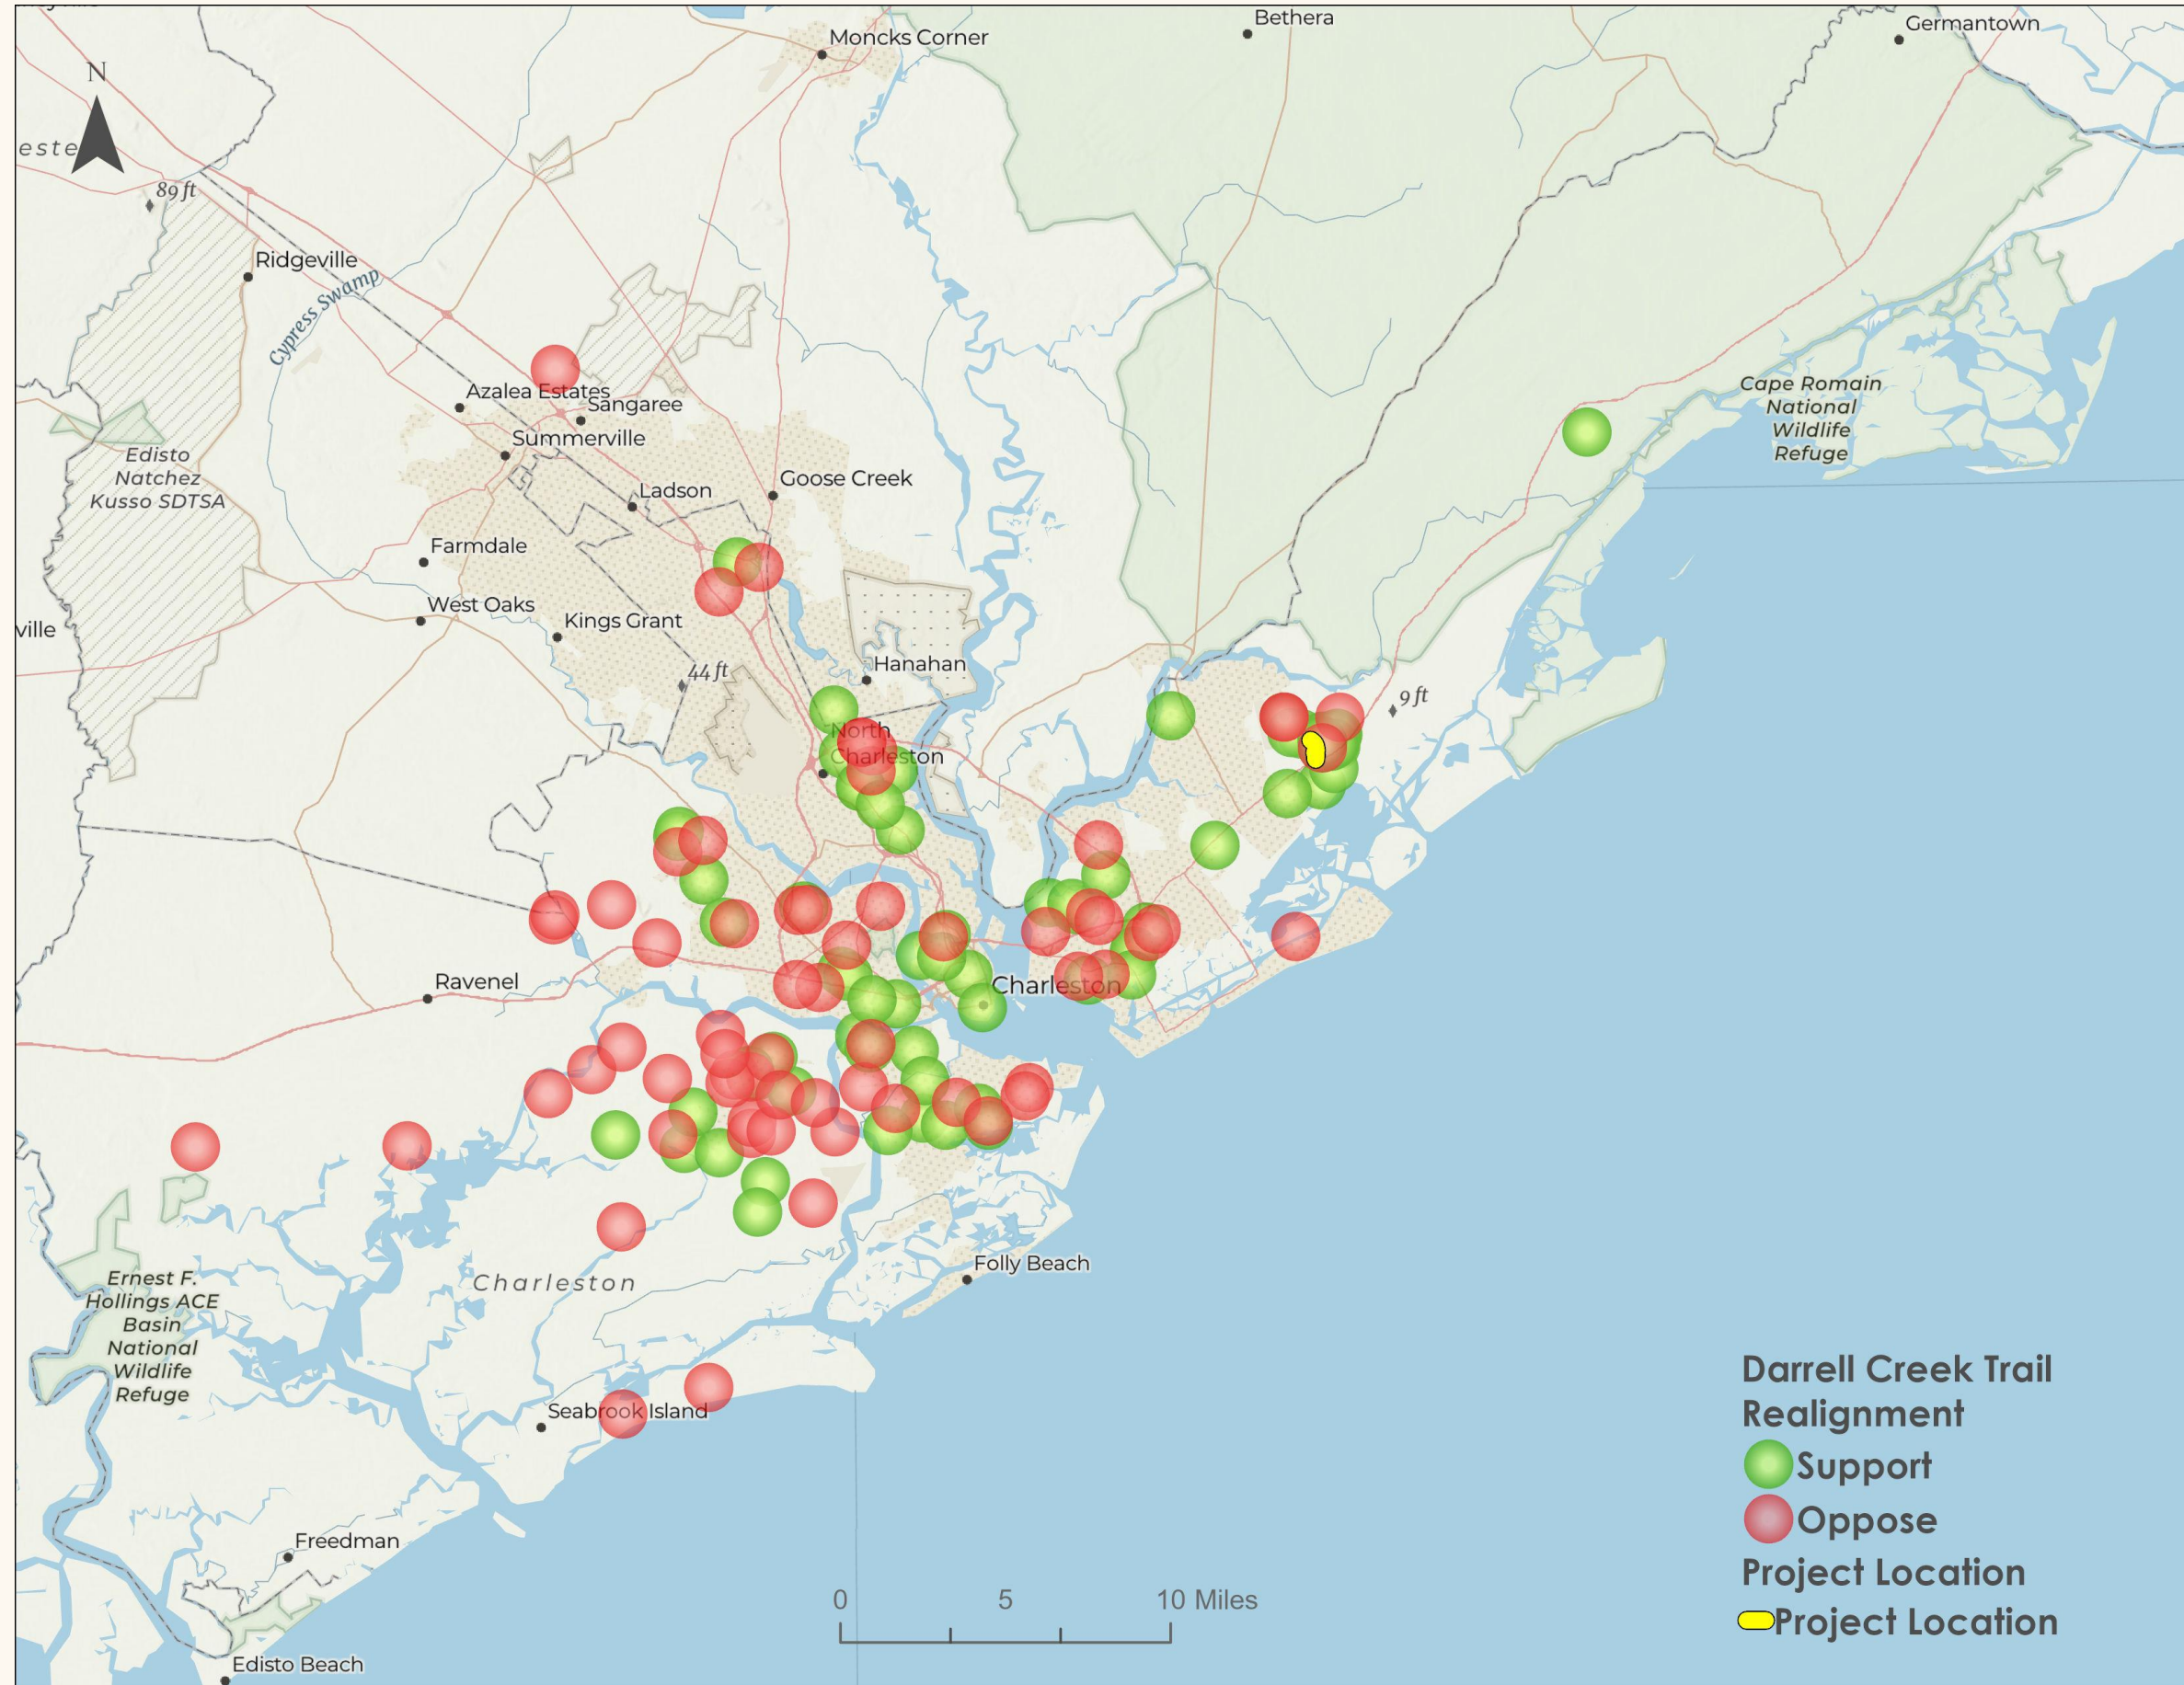 Bethera
Germantown
Moncks Corner
N
este
89 ft
Ridgeville
Cypress Swamp
Cape Romain
National
Wildlife
Refuge
Azalea Estates
Sangaree
Summerville
Edisto
Natchez
Kusso SDTSA
Goose Creek
Ladson
Farmdale
West Oaks
Kings Grant
ville
Hanahan
44 ft
9 ft
North
Charleston
Ravenel
Charleston
Folly Beach
Charleston
Ernest F.
Hollings ACE
Basin
National
Wildlife
Refuge
Seabrook Island
Darrell Creek Trail
Realignment
Support
Oppose
Project Location
Project Location
Freedman
0 5 10 Miles
Edisto Beach